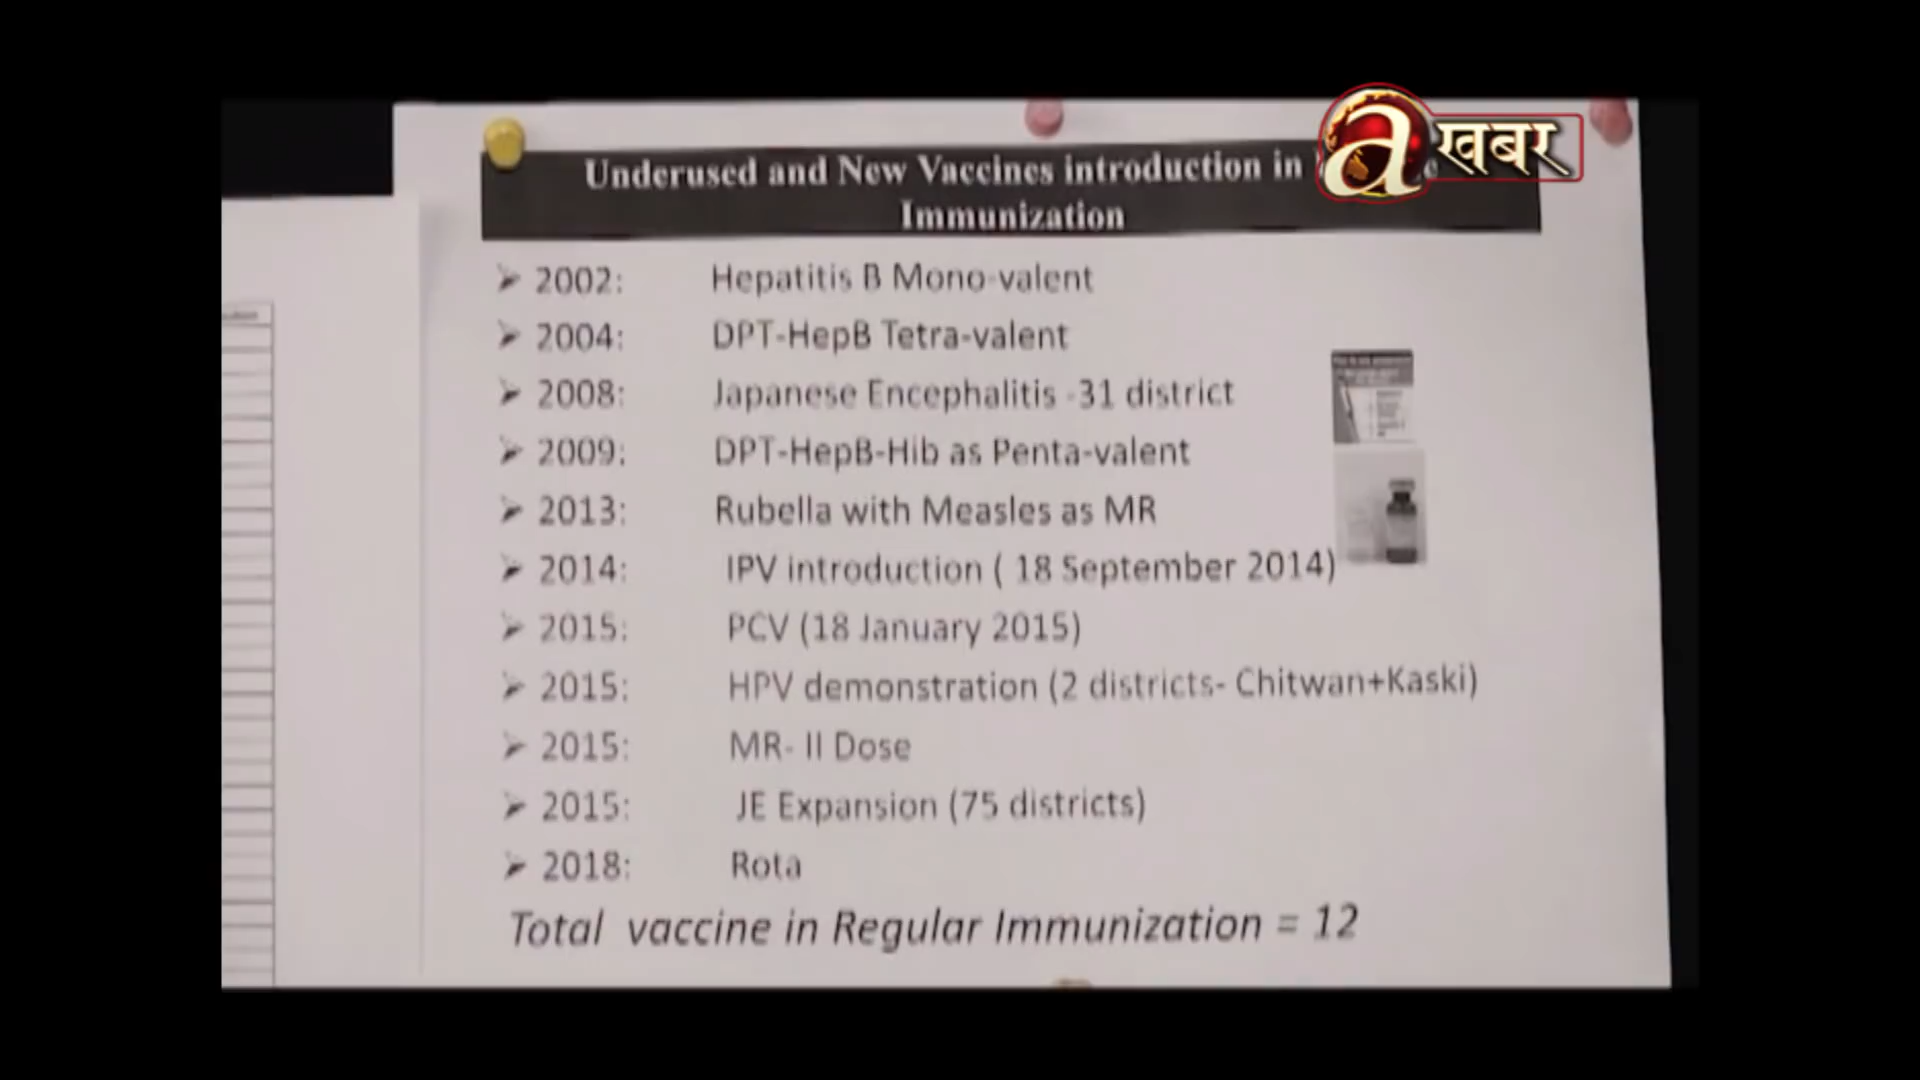 a खबर
Underused and New Vaccines introduction in
Immunization
➢ 2002: Hepatitis B Mono-valent
➢ 2004: DPT-HepB Tetra-valent
➢ 2008: Japanese Encephalitis -31 district
➢ 2009: DPT-HepB-Hib as Penta-valent
➢ 2013: Rubella with Measles as MR
➢ 2014: IPV introduction ( 18 September 2014)
➢ 2015: PCV (18 January 2015)
➢ 2015: HPV demonstration (2 districts- Chitwan+Kaski)
➢ 2015: MR- II Dose
➢ 2015: JE Expansion (75 districts)
➢ 2018: Rota
Total vaccine in Regular Immunization = 12